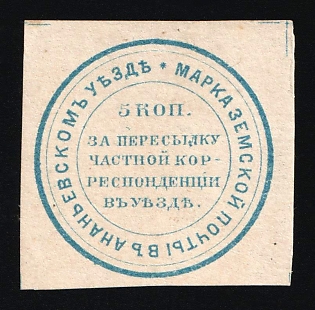 МАРКА ЗЕМСКОЙ ПОЧТЫ ВЪ АНАНЬЕВСКОМЪ УѢЗДѢ *
5 КОП.
ЗА ПЕРЕСЫЛКУ
ЧАСТНОЙ КОР-
РЕСПОНДЕНЦІИ
ВЪ УѢЗДѢ.